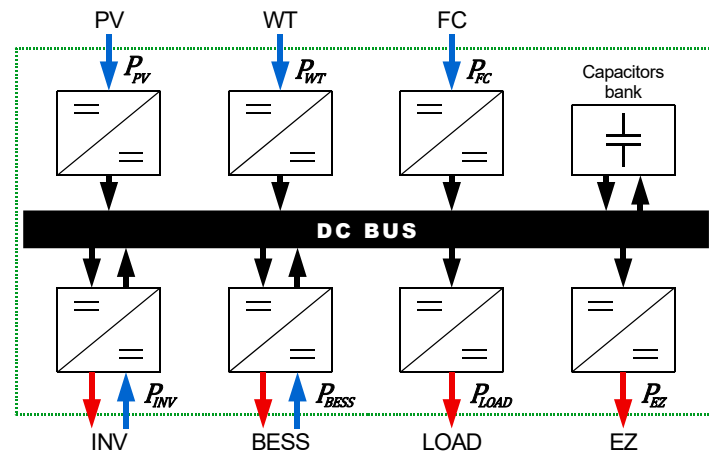 PV
WT
FC
P_PV
P_WT
P_FC
Capacitors
bank
DC BUS
P_INV
P_BESS
P_LOAD
P_EZ
INV
BESS
LOAD
EZ